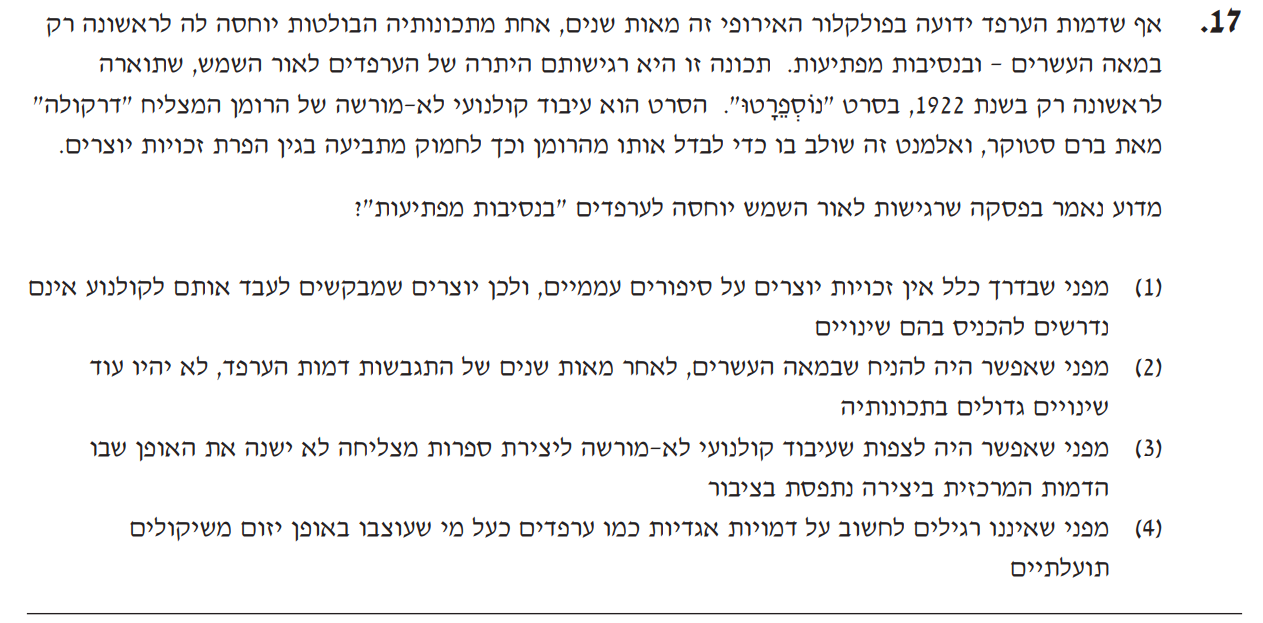 17. אף שדמות הערפד ידועה בפולקלור האירופי זה מאות שנים, אחת מתכונותיה הבולטות יוחסה לה לראשונה רק
במאה העשרים – ובנסיבות מפתיעות. תכונה זו היא רגישותם היתרה של הערפדים לאור השמש, שתוארה
לראשונה רק בשנת 1922, בסרט "נוֹסְפֵרָטוּ". הסרט הוא עיבוד קולנועי לא-מורשה של הרומן המצליח "דרקולה"
מאת ברם סטוקר, ואלמנט זה שולב בו כדי לבדל אותו מהרומן וכך לחמוק מתביעה בגין הפרת זכויות יוצרים.
מדוע נאמר בפסקה שרגישות לאור השמש יוחסה לערפדים "בנסיבות מפתיעות"?
(1) מפני שבדרך כלל אין זכויות יוצרים על סיפורים עממיים, ולכן יוצרים שמבקשים לעבד אותם לקולנוע אינם
נדרשים להכניס בהם שינויים
(2) מפני שאפשר היה להניח שבמאה העשרים, לאחר מאות שנים של התגבשות דמות הערפד, לא יהיו עוד
שינויים גדולים בתכונותיה
(3) מפני שאפשר היה לצפות שעיבוד קולנועי לא-מורשה ליצירת ספרות מצליחה לא ישנה את האופן שבו
הדמות המרכזית ביצירה נתפסת בציבור
(4) מפני שאיננו רגילים לחשוב על דמויות אגדיות כמו ערפדים כעל מי שעוצבו באופן יזום משיקולים
תועלתיים